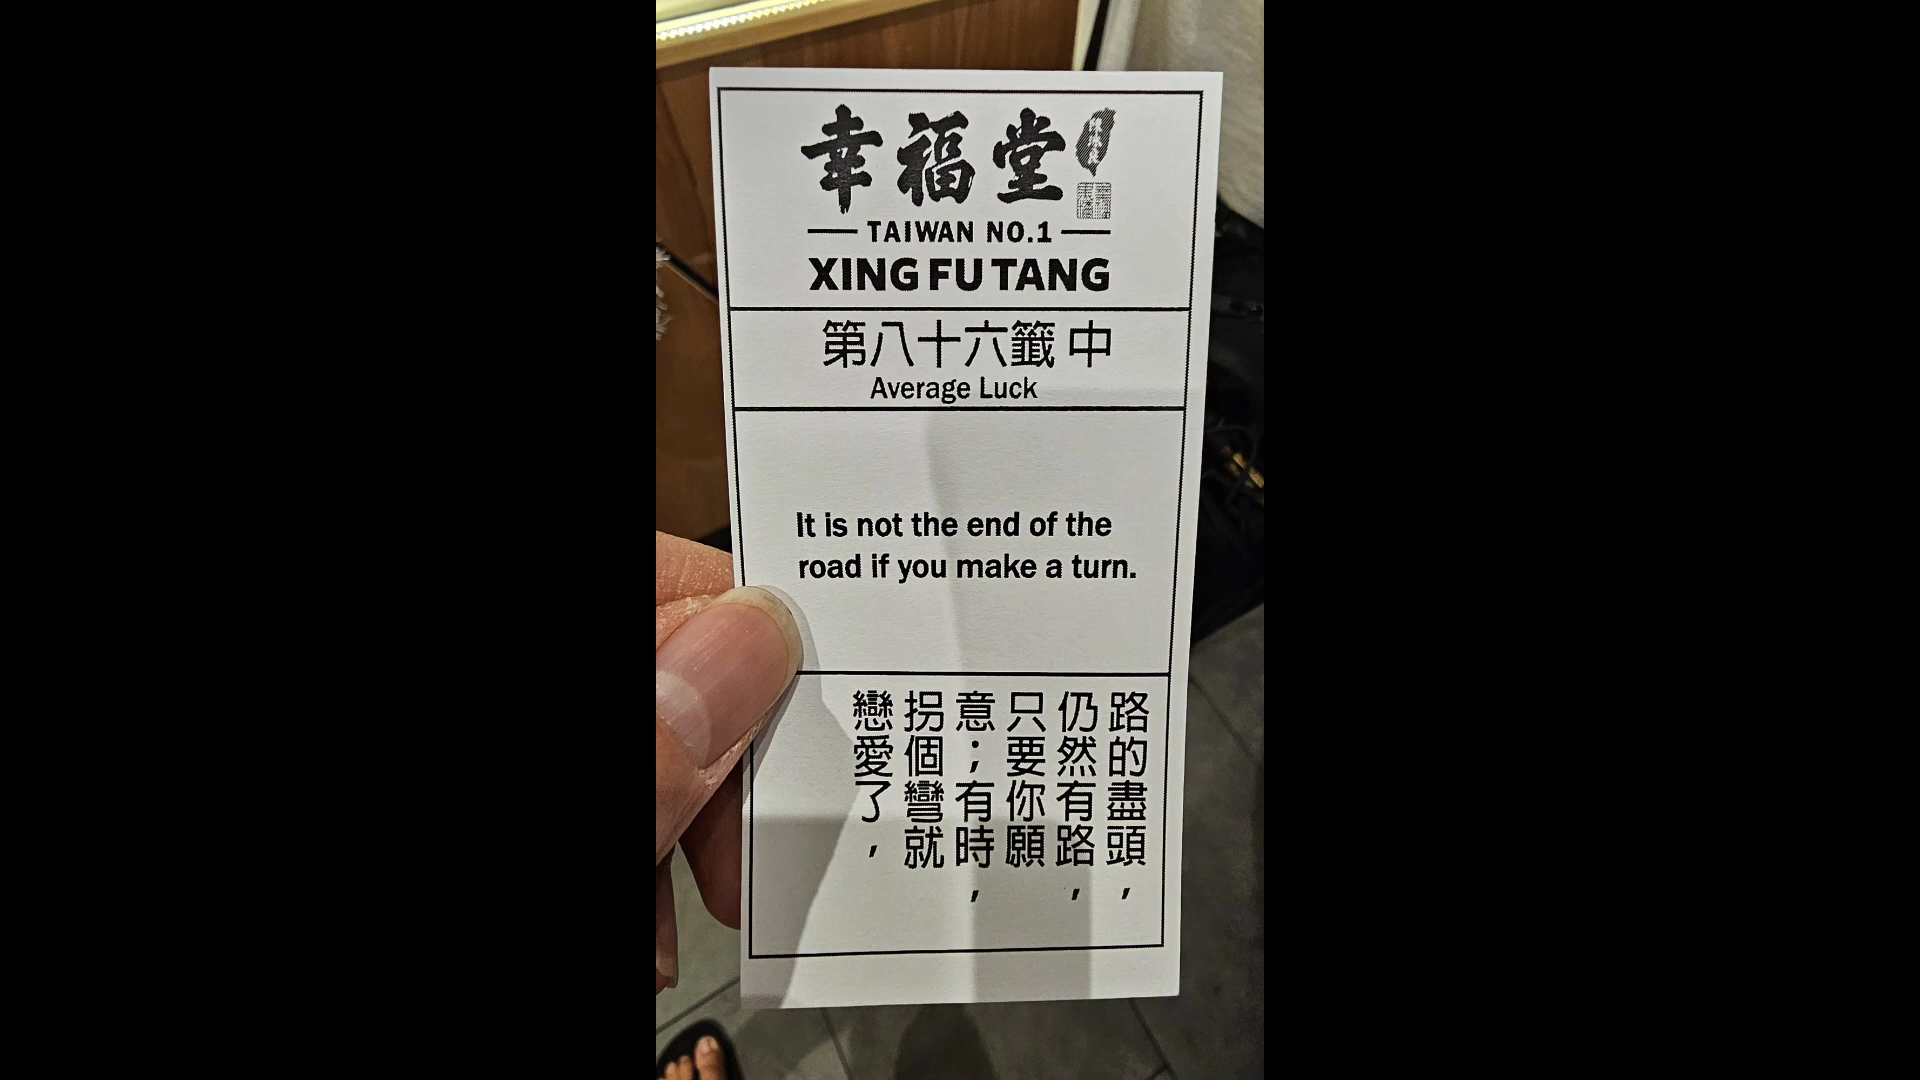 幸福堂
TAIWAN NO.1
XING FU TANG
第八十六籤 中
Average Luck
It is not the end of the
road if you make a turn.
路的盡頭，
仍然有路，
只要你願
意；有時，
拐個彎就
戀愛了，